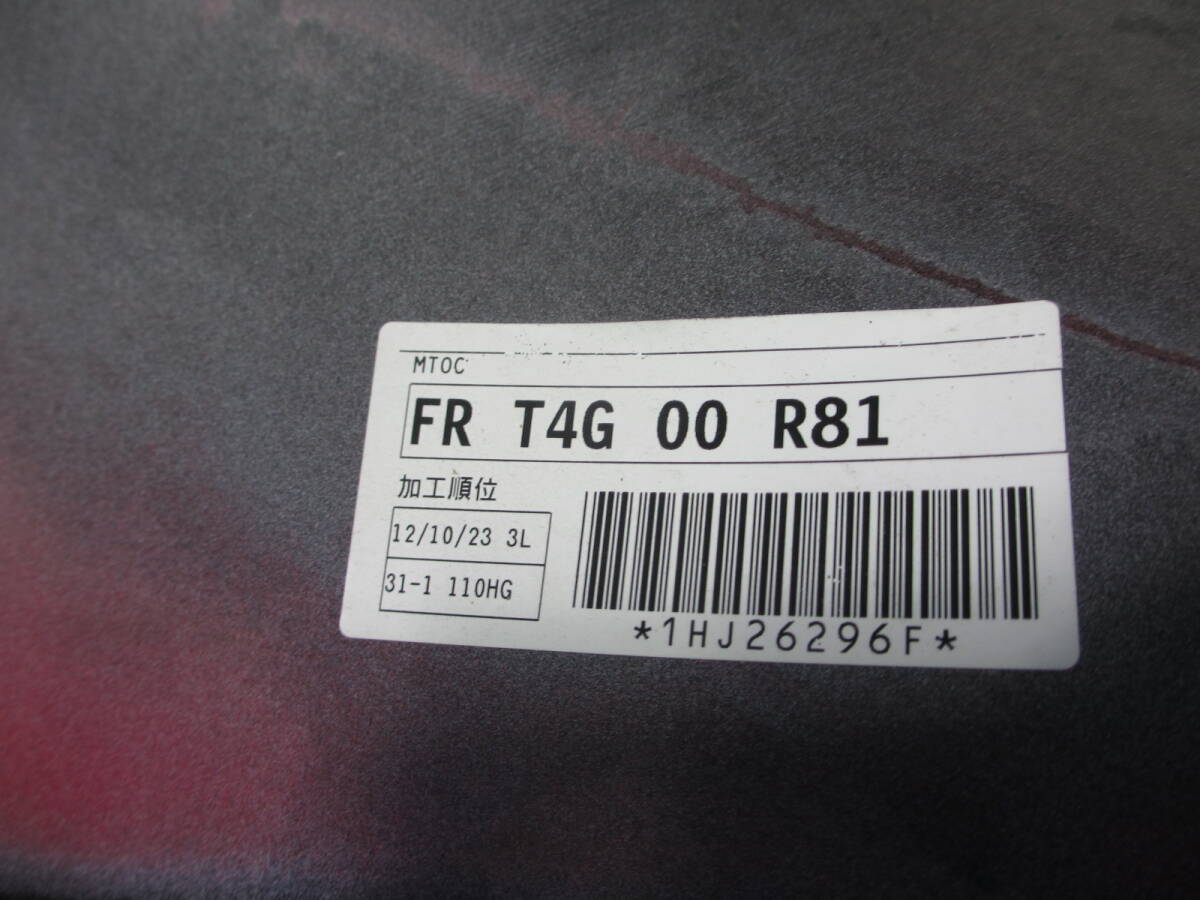 MTOC
FR T4G 00 R81
加工順位
12/10/23 3L
31-1 110HG
*1HJ26296F*